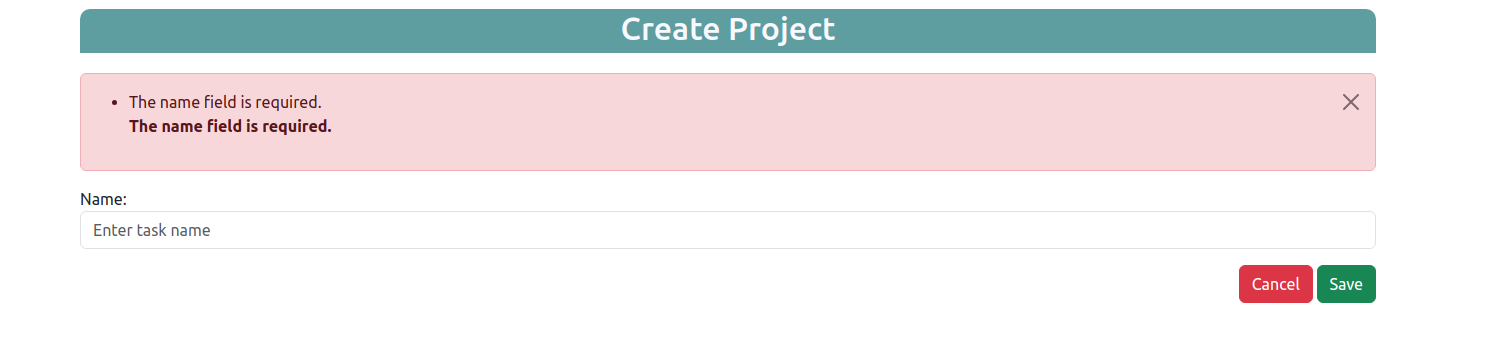 Create Project
The name field is required.
The name field is required.
Name:
Enter task name
Cancel Save